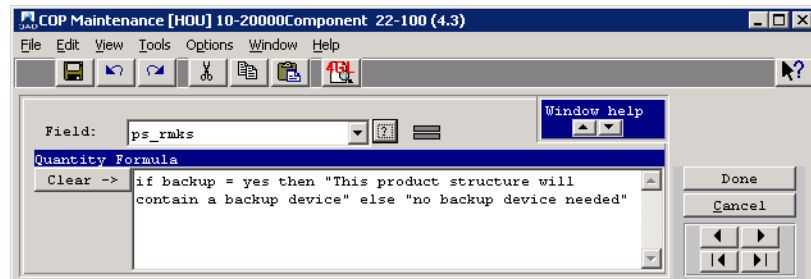 COP Maintenance [HOU] 10-20000Component 22-100 (4.3)
File Edit View Tools Options Window Help
4GL
Window help
Field: ps_rmks
Quantity Formula
Clear -> if backup = yes then "This product structure will
contain a backup device" else "no backup device needed"
Done
Cancel